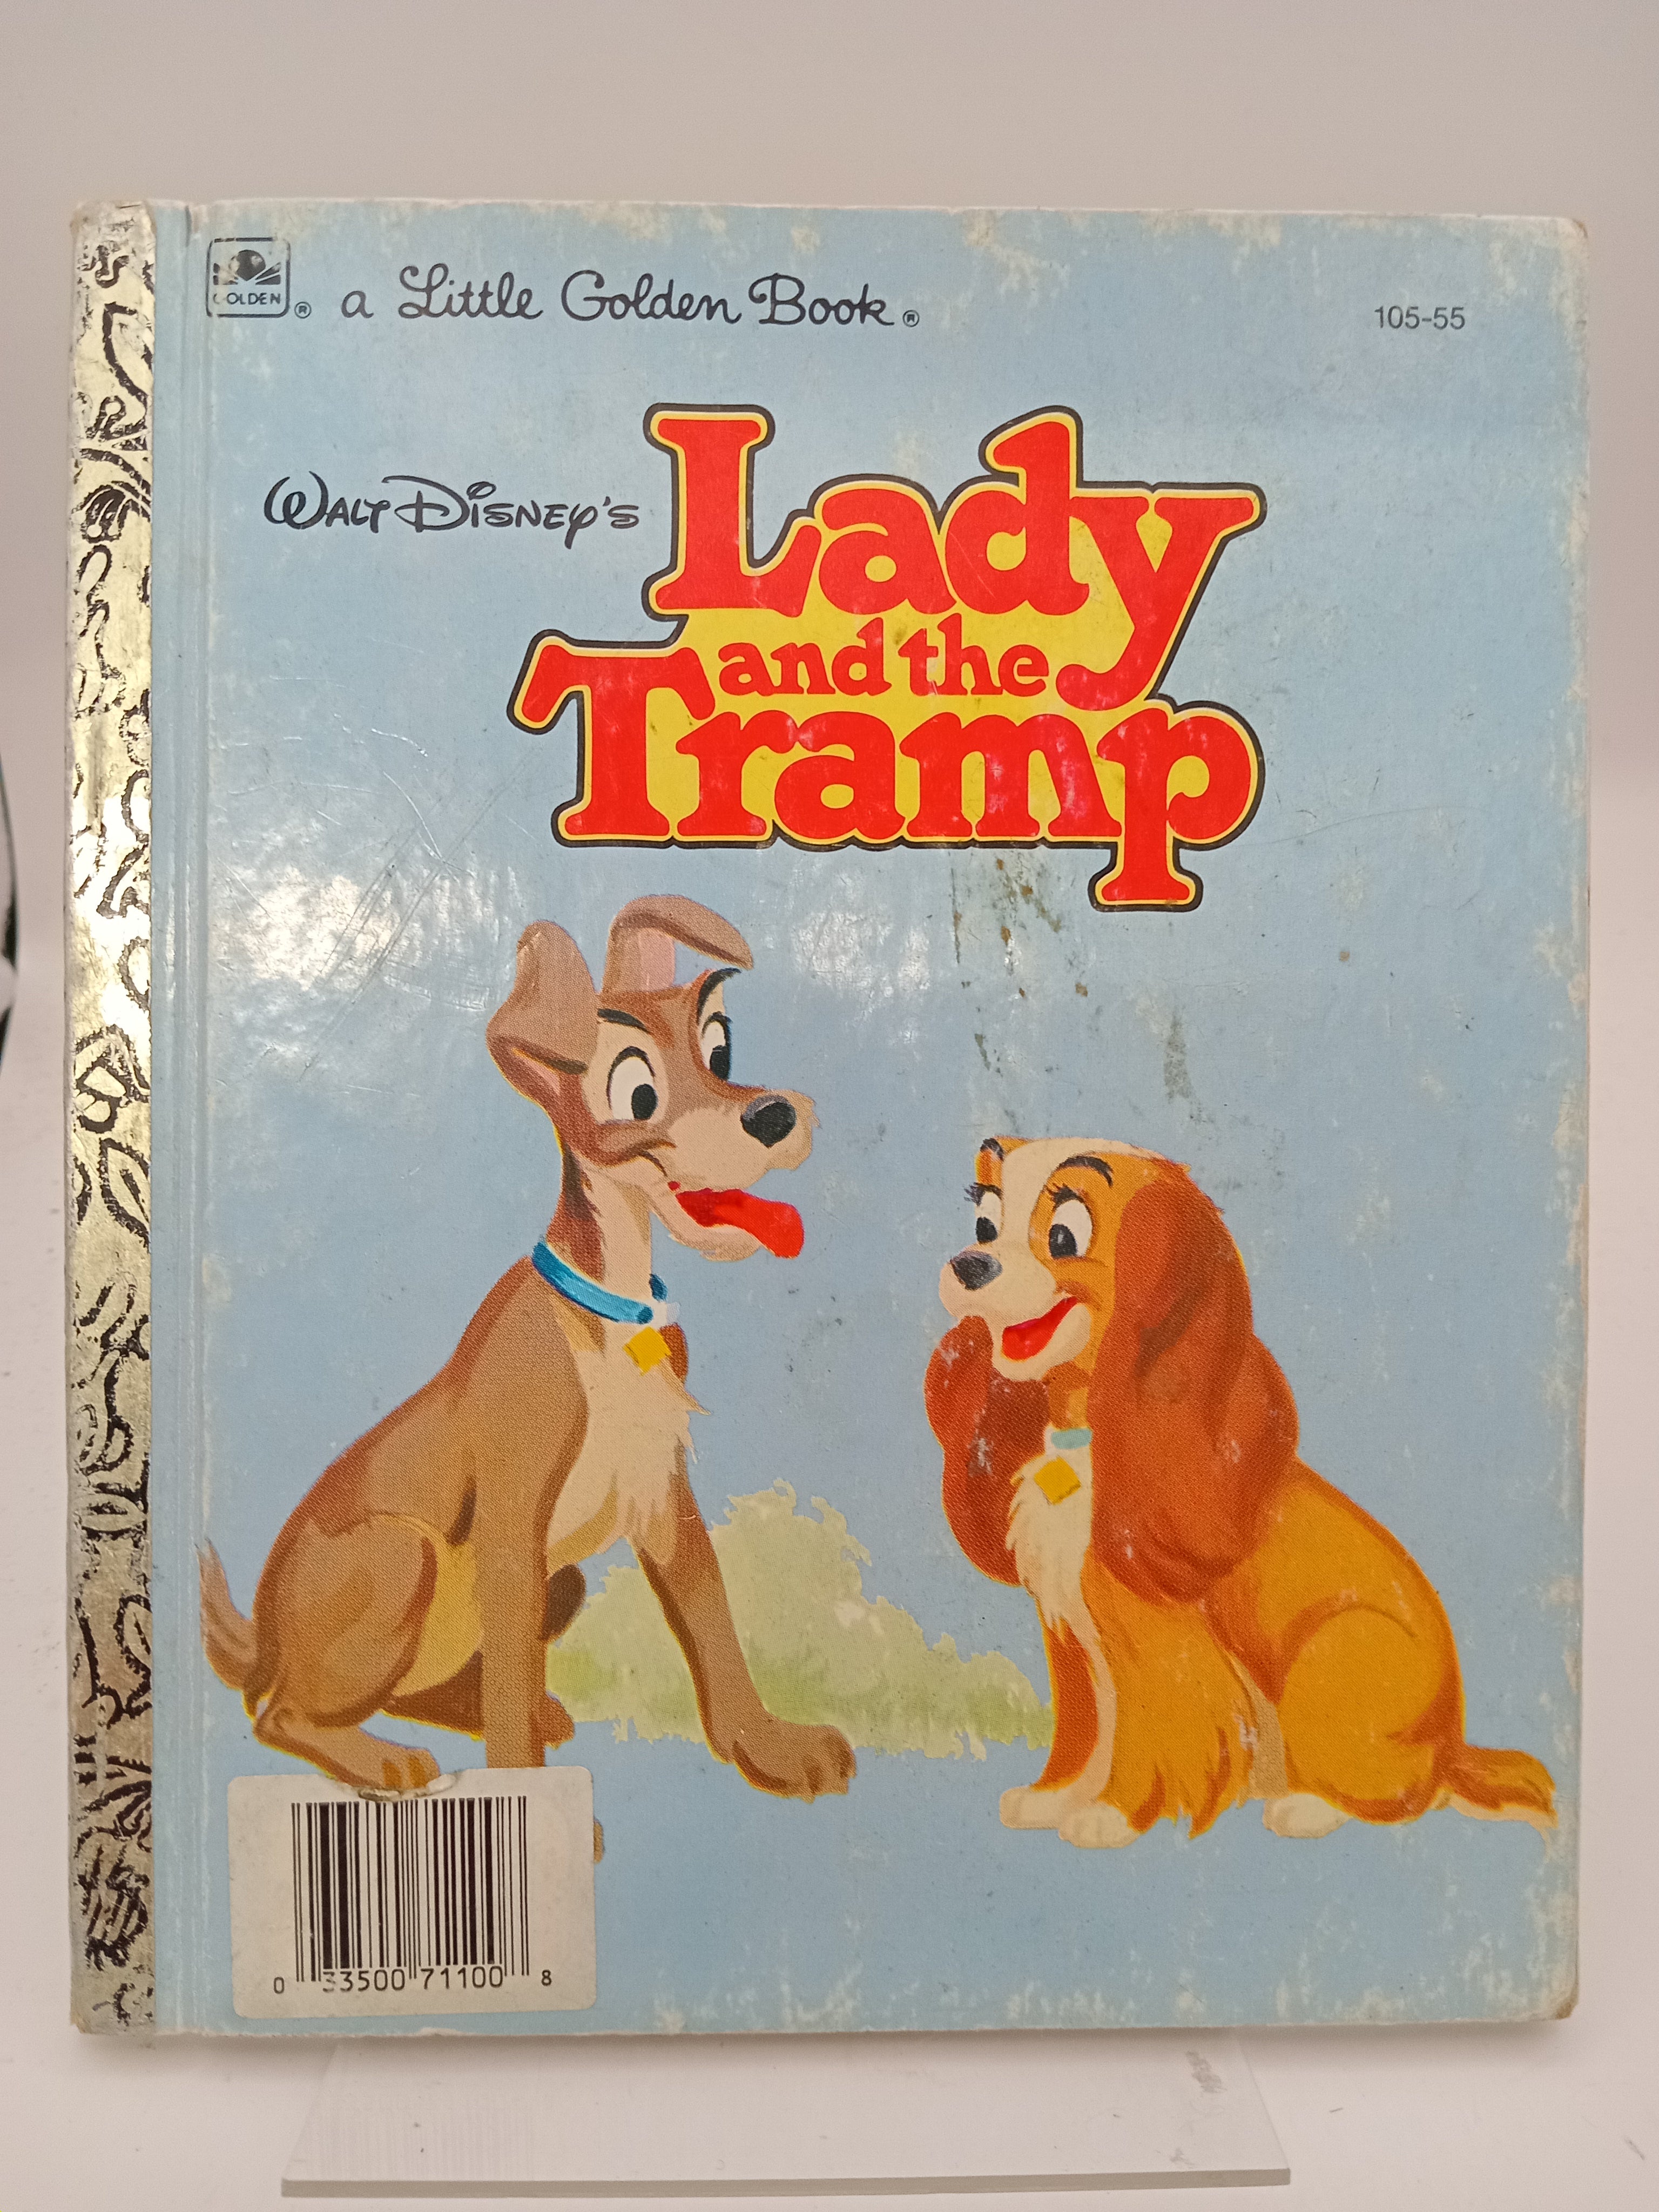 GOLDEN ® a Little Golden Book ®
105-55
WALT DISNEY'S
Lady
and the
Tramp
0 33500 71100 8